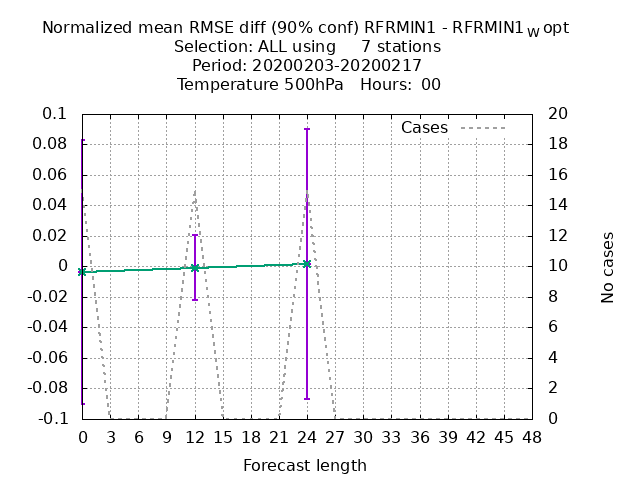 Normalized mean RMSE diff (90% conf) RFRMIN1 - RFRMIN1W opt
Selection: ALL using 7 stations
Period: 20200203-20200217
Temperature 500hPa Hours: 00
Cases
0.1
0.08
0.06
0.04
0.02
0
-0.02
-0.04
-0.06
-0.08
-0.1
20
18
16
14
12
10
8
6
4
2
0
No cases
0 3 6 9 12 15 18 21 24 27 30 33 36 39 42 45 48
Forecast length